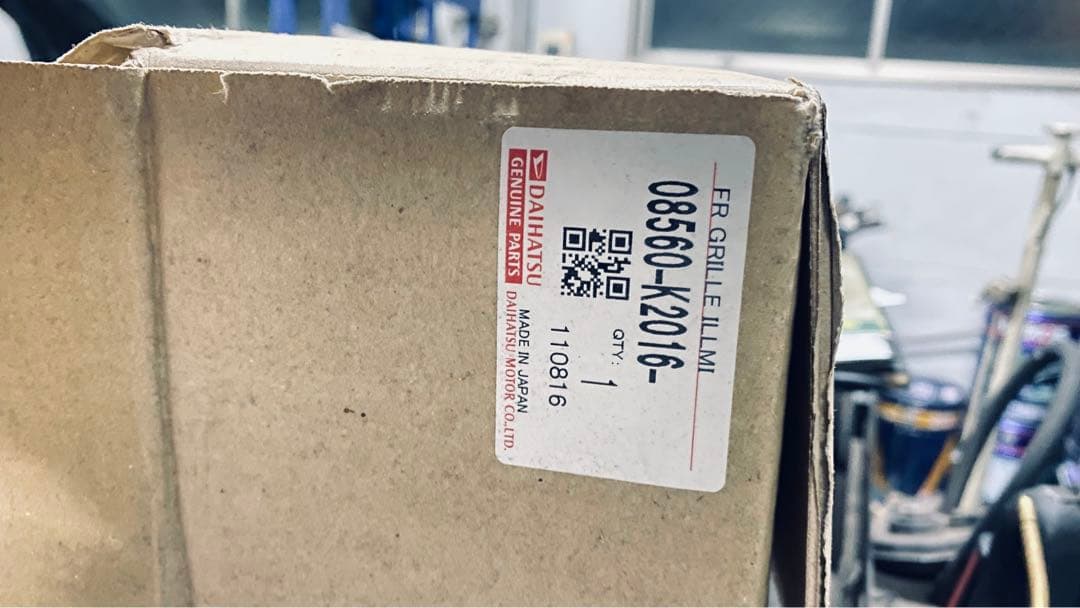 FR GRILLE ILLMI
08560-K2016-
QTY: 1
110816
DAIHATSU
GENUINE PARTS
MADE IN JAPAN
DAIHATSU MOTOR CO.,LTD.